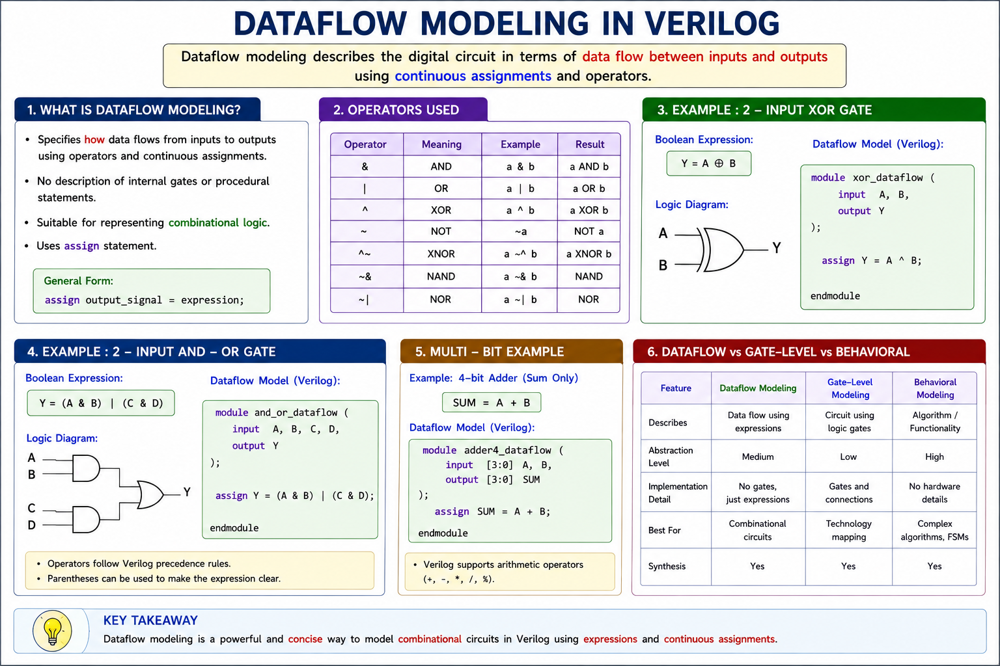 DATAFLOW MODELING IN VERILOG
Dataflow modeling describes the digital circuit in terms of data flow between inputs and outputs
using continuous assignments and operators.
1. WHAT IS DATAFLOW MODELING?
• Specifies how data flows from inputs to outputs
using operators and continuous assignments.
• No description of internal gates or procedural
statements.
• Suitable for representing combinational logic.
• Uses assign statement.
General Form:
assign output_signal = expression;
2. OPERATORS USED
Operator Meaning Example Result
& AND a & b a AND b
| OR a | b a OR b
^ XOR a ^ b a XOR b
~ NOT ~a NOT a
^~ XNOR a ~^ b a XNOR b
~& NAND a ~& b NAND
~| NOR a ~| b NOR
3. EXAMPLE : 2 – INPUT XOR GATE
Boolean Expression:
Y = A ⊕ B
Logic Diagram:
A
B
Y
Dataflow Model (Verilog):
module xor_dataflow (
input A, B,
output Y
);
assign Y = A ^ B;
endmodule
4. EXAMPLE : 2 – INPUT AND – OR GATE
Boolean Expression:
Y = (A & B) | (C & D)
Logic Diagram:
A
B
C
D
Y
Dataflow Model (Verilog):
module and_or_dataflow (
input A, B, C, D,
output Y
);
assign Y = (A & B) | (C & D);
endmodule
• Operators follow Verilog precedence rules.
• Parentheses can be used to make the expression clear.
5. MULTI – BIT EXAMPLE
Example: 4–bit Adder (Sum Only)
SUM = A + B
Dataflow Model (Verilog):
module adder4_dataflow (
input [3:0] A, B,
output [3:0] SUM
);
assign SUM = A + B;
endmodule
• Verilog supports arithmetic operators
(+, -, *, /, %).
6. DATAFLOW vs GATE–LEVEL vs BEHAVIORAL
Feature Dataflow Modeling Gate–Level Modeling Behavioral Modeling
Describes Data flow using expressions Circuit using logic gates Algorithm / Functionality
Abstraction Level Medium Low High
Implementation Detail No gates, just expressions Gates and connections No hardware details
Best For Combinational circuits Technology mapping Complex algorithms, FSMs
Synthesis Yes Yes Yes
KEY TAKEAWAY
Dataflow modeling is a powerful and concise way to model combinational circuits in Verilog using expressions and continuous assignments.